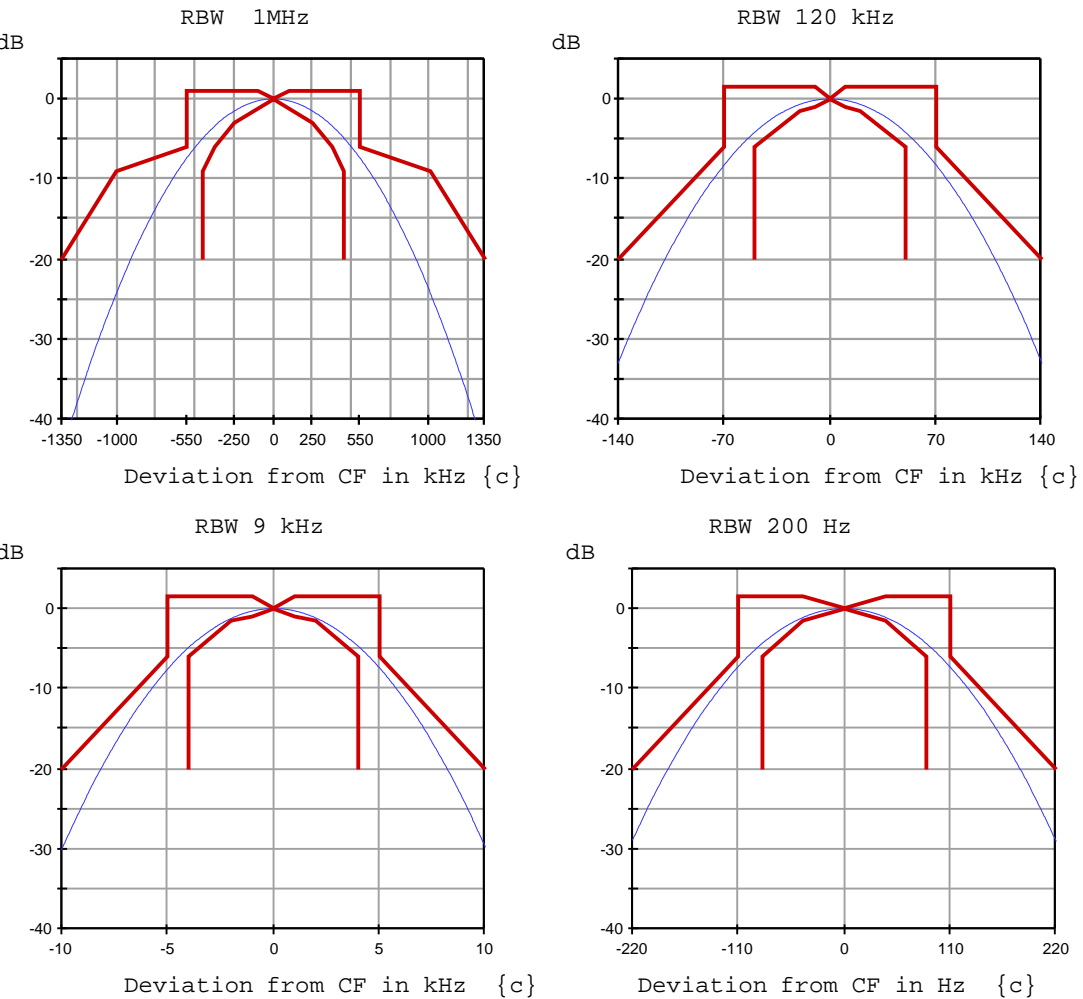 RBW 1MHz
dB
0
-10
-20
-30
-40
-1350 -1000 -550 -250 0 250 550 1000 1350
Deviation from CF in kHz {c}
RBW 120 kHz
dB
0
-10
-20
-30
-40
-140 -70 0 70 140
Deviation from CF in kHz {c}
RBW 9 kHz
dB
0
-10
-20
-30
-40
-10 -5 0 5 10
Deviation from CF in kHz {c}
RBW 200 Hz
dB
0
-10
-20
-30
-40
-220 -110 0 110 220
Deviation from CF in Hz {c}